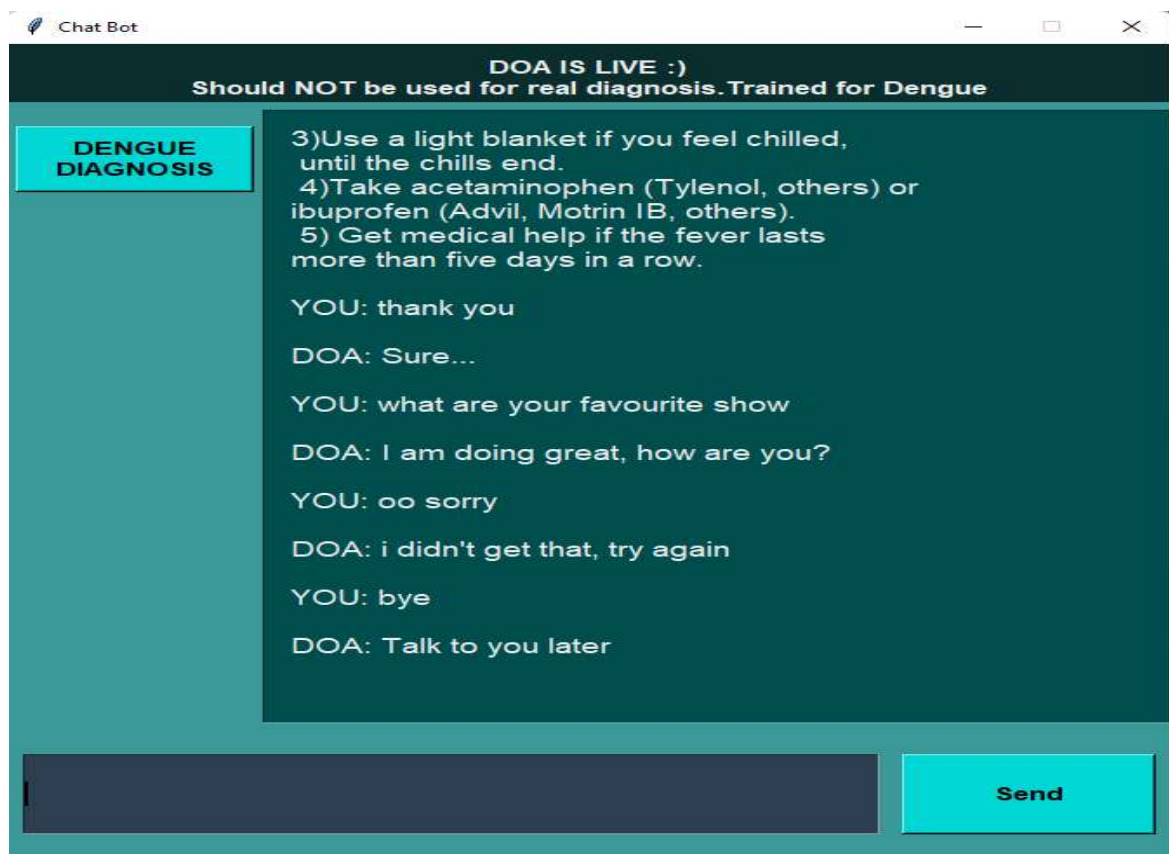 Chat Bot
DOA IS LIVE :)
Should NOT be used for real diagnosis.Trained for Dengue
DENGUE
DIAGNOSIS
3)Use a light blanket if you feel chilled,
until the chills end.
4)Take acetaminophen (Tylenol, others) or
ibuprofen (Advil, Motrin IB, others).
5) Get medical help if the fever lasts
more than five days in a row.
YOU: thank you
DOA: Sure...
YOU: what are your favourite show
DOA: I am doing great, how are you?
YOU: oo sorry
DOA: i didn't get that, try again
YOU: bye
DOA: Talk to you later
Send